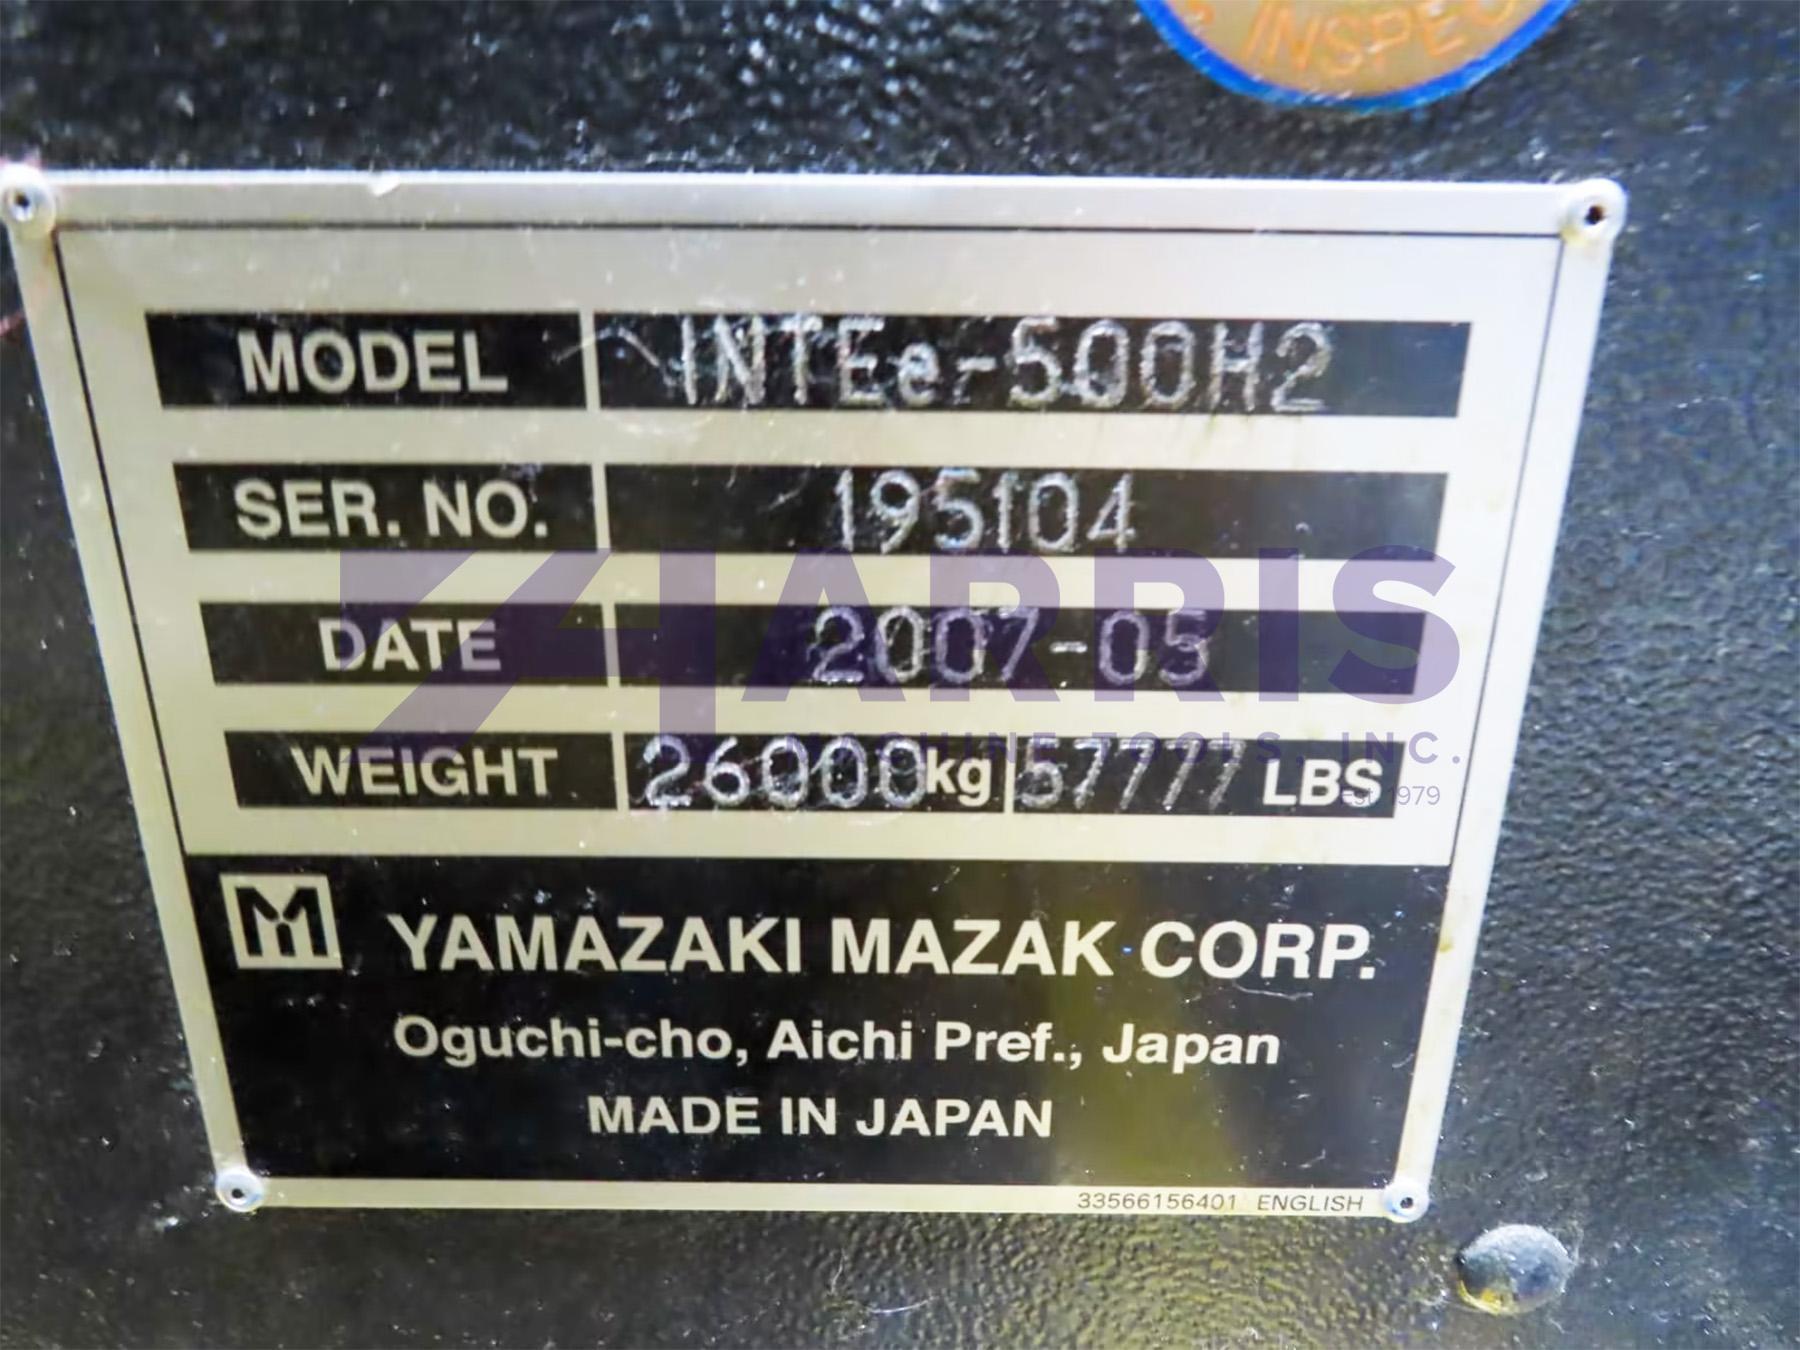 INSPEC
MODEL INTEe-500H2
SER. NO. 195104
DATE 2007-05
WEIGHT 26000kg 57777 LBS
HARRIS
MACHINE TOOLS, INC.
Est. 1979
M YAMAZAKI MAZAK CORP.
Oguchi-cho, Aichi Pref., Japan
MADE IN JAPAN
33566156401 ENGLISH